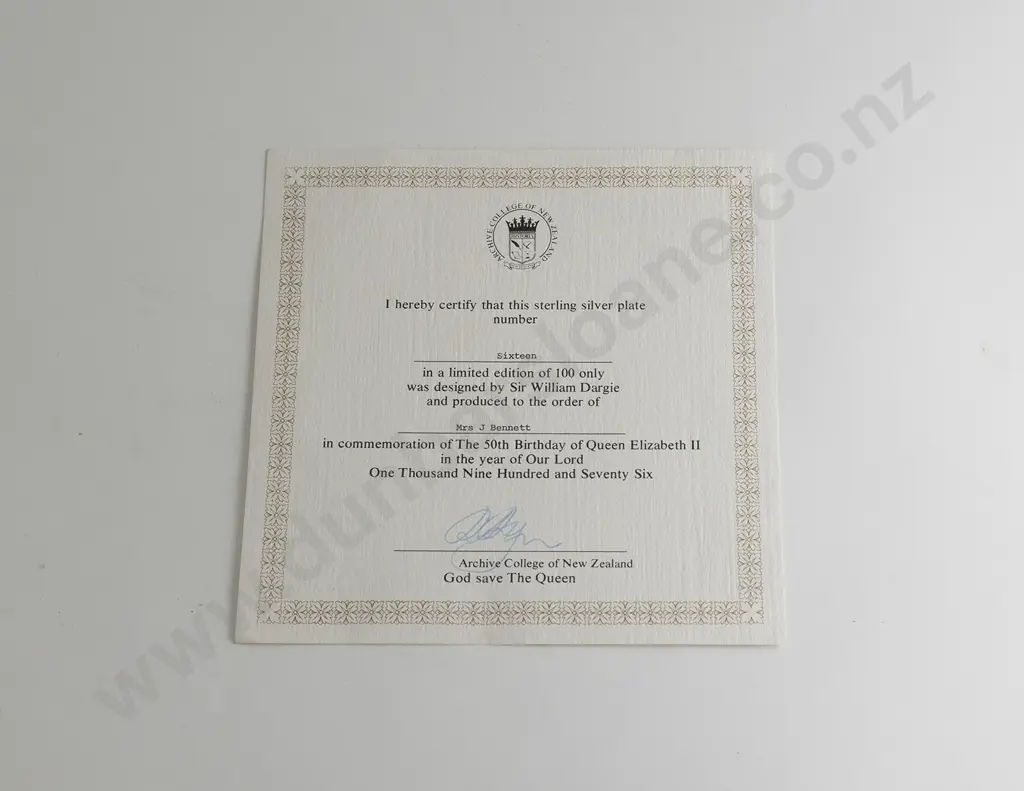 ARCHIVE COLLEGE OF NEW ZEALAND
I hereby certify that this sterling silver plate
number
Sixteen
in a limited edition of 100 only
was designed by Sir William Dargie
and produced to the order of
Mrs J Bennett
in commemoration of The 50th Birthday of Queen Elizabeth II
in the year of Our Lord
One Thousand Nine Hundred and Seventy Six
Archive College of New Zealand
God save The Queen
www.dunbarsloane.co.nz